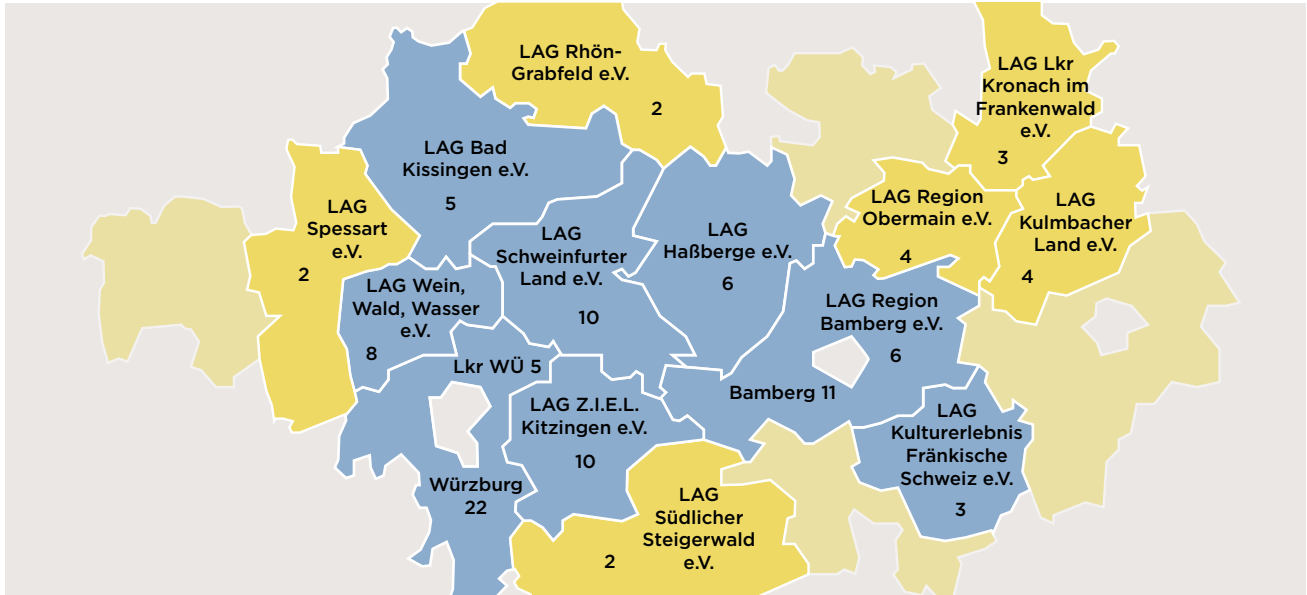 LAG Rhön-
Grabfeld e.V.
2
LAG Lkr
Kronach im
Frankenwald
e.V.
3
LAG Bad
Kissingen e.V.
5
LAG
Spessart
e.V.
2
LAG
Schweinfurter
Land e.V.
10
LAG
Haßberge e.V.
6
LAG Region
Obermain e.V.
4
LAG
Kulmbacher
Land e.V.
4
LAG Wein,
Wald, Wasser
e.V.
8
LAG Region
Bamberg e.V.
6
Lkr WÜ 5
Bamberg 11
LAG Z.I.E.L.
Kitzingen e.V.
10
LAG
Kulturerlebnis
Fränkische
Schweiz e.V.
3
Würzburg
22
LAG
Südlicher
Steigerwald
e.V.
2